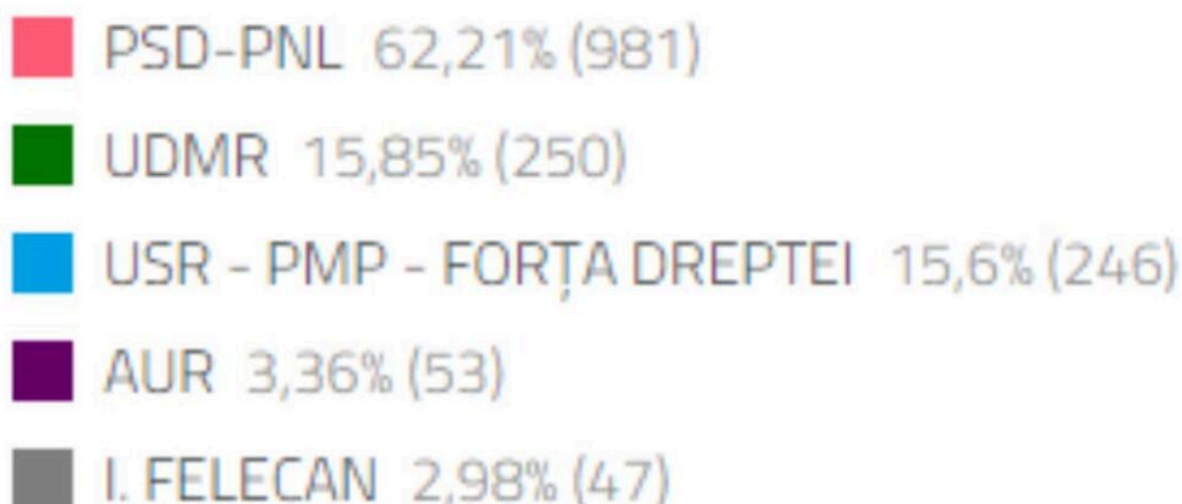 PSD-PNL 62,21% (981)
UDMR 15,85% (250)
USR - PMP - FORȚA DREPTEI 15,6% (246)
AUR 3,36% (53)
I. FELECAN 2,98% (47)